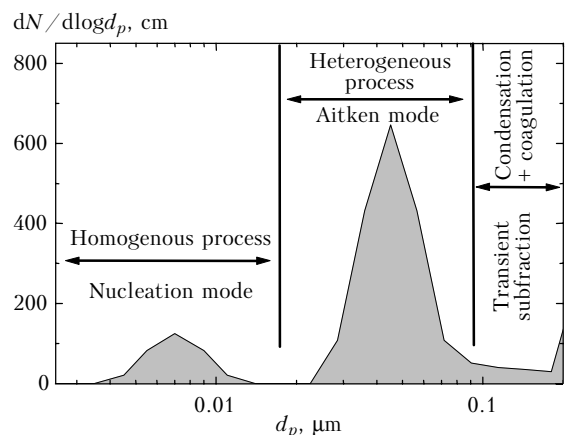 dN/dlogd_p, cm
800
600
400
200
0
Homogenous process
Nucleation mode
Heterogeneous
process
Aitken mode
Condensation
+ coagulation
Transient
subfraction
0.01
0.1
d_p, μm